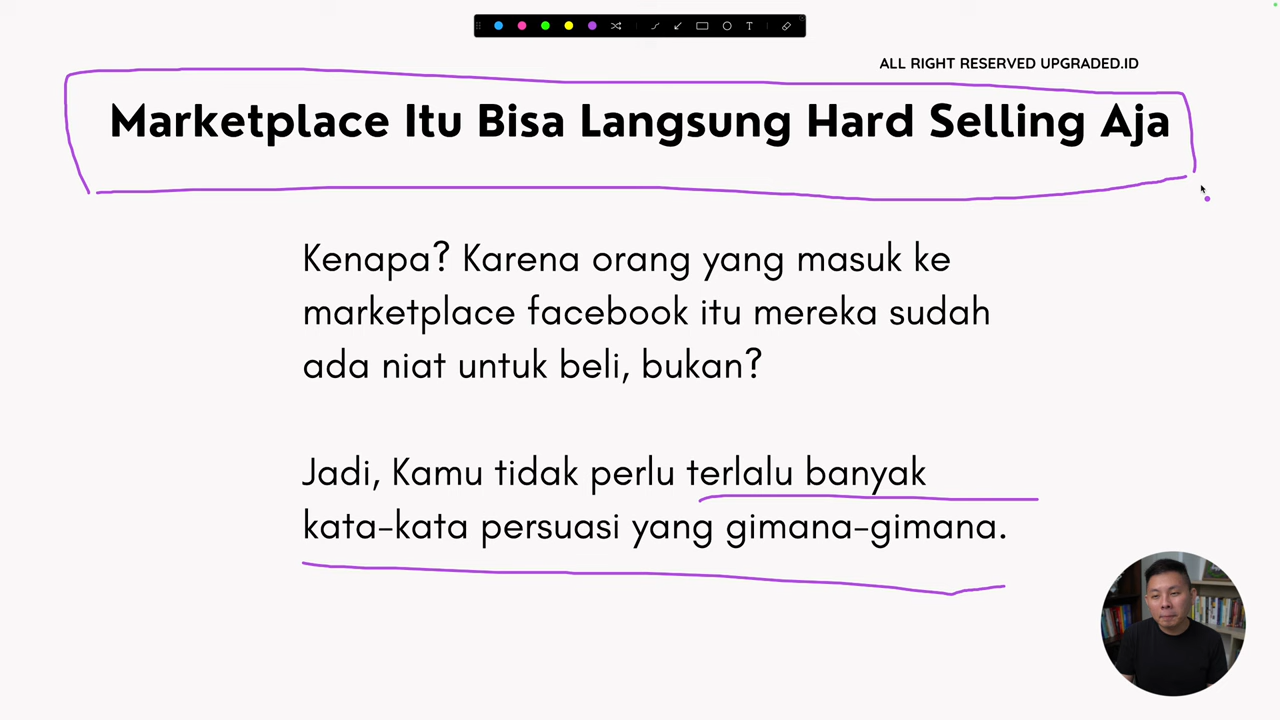 ALL RIGHT RESERVED UPGRADED.ID
Marketplace Itu Bisa Langsung Hard Selling Aja
Kenapa? Karena orang yang masuk ke
marketplace facebook itu mereka sudah
ada niat untuk beli, bukan?
Jadi, Kamu tidak perlu terlalu banyak
kata-kata persuasi yang gimana-gimana.